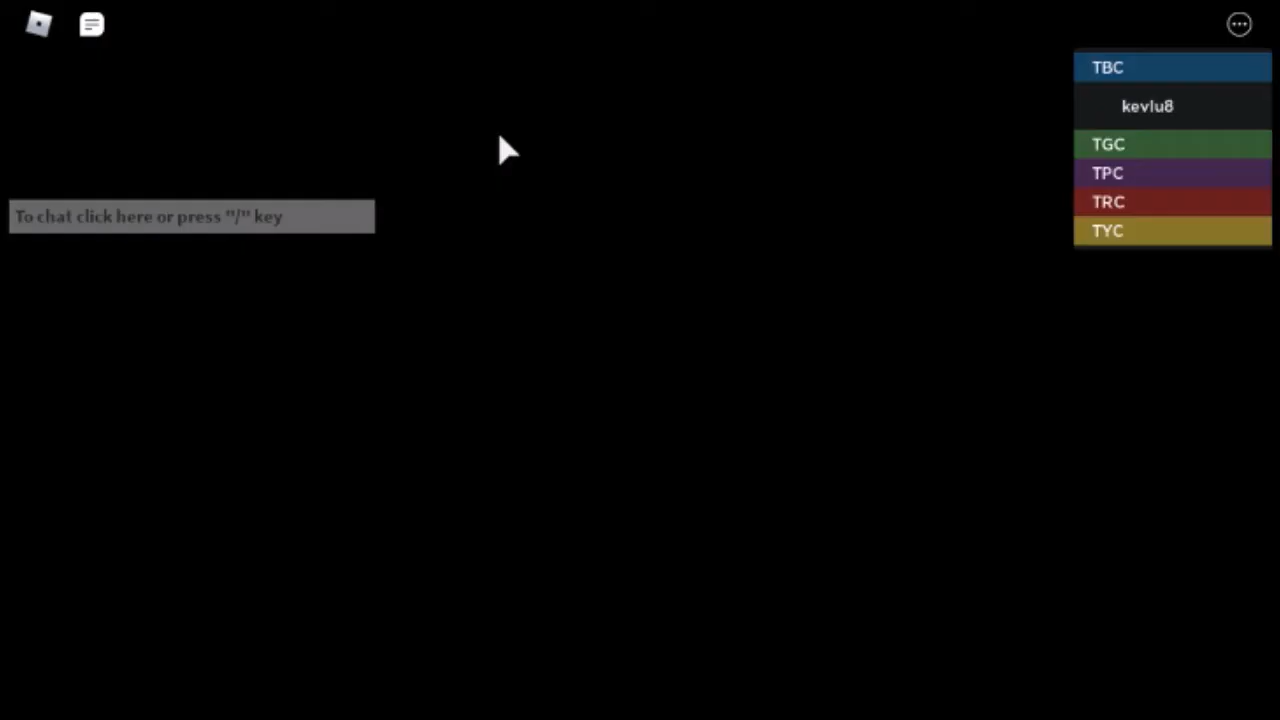 To chat click here or press "/" key
TBC
kevlu8
TGC
TPC
TRC
TYC